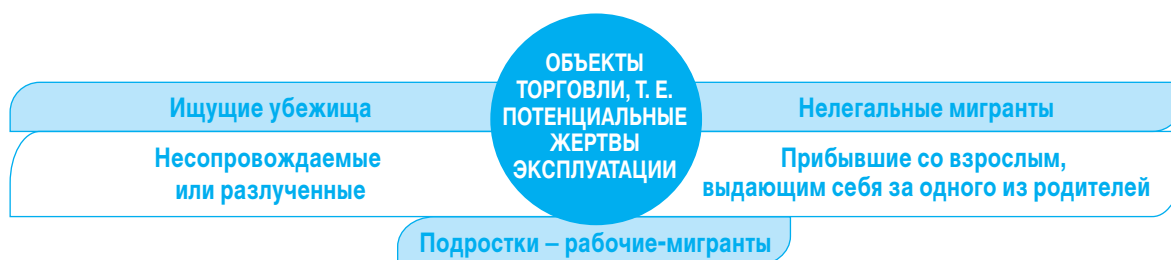 ОБЪЕКТЫ
ТОРГОВЛИ, Т. Е.
ПОТЕНЦИАЛЬНЫЕ
ЖЕРТВЫ
ЭКСПЛУАТАЦИИ
Ищущие убежища
Нелегальные мигранты
Несопровождаемые
или разлученные
Прибывшие со взрослым,
выдающим себя за одного из родителей
Подростки – рабочие-мигранты